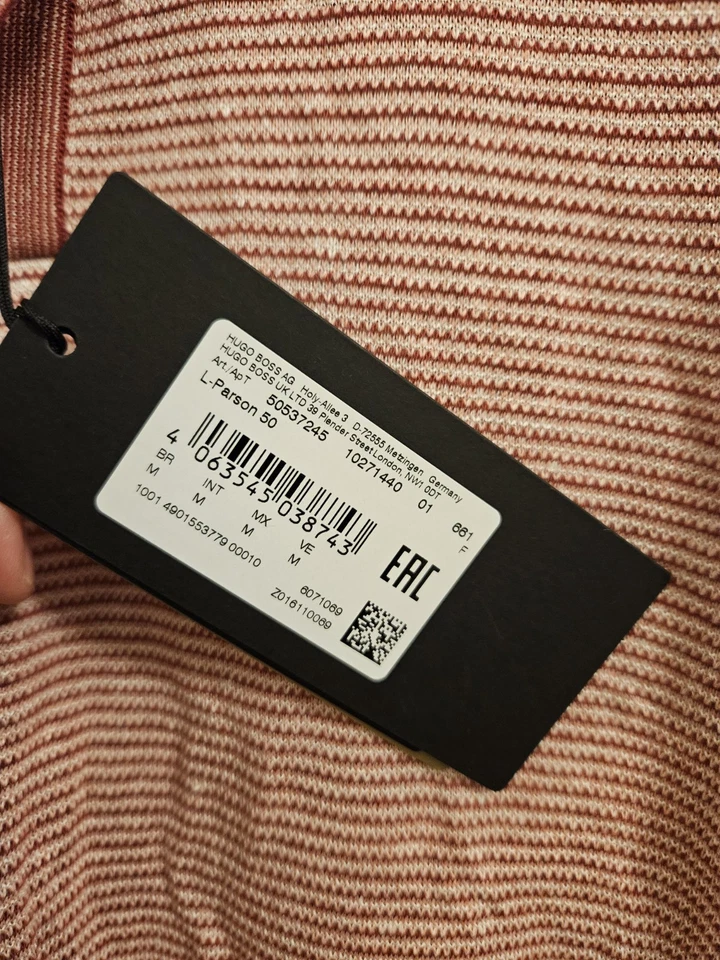 HUGO BOSS AG Holy-Allee 3 D-72555 Metzingen, Germany
HUGO BOSS UK LTD 39 Plender Street London, NW1 0DT
Art./Арт 50537245 10271440 01 661
L-Parson 50 F
4 063545 038743
BR INT MX VE
M M M M
1001 4901553779 00010
EAC
6071069
Z016110069